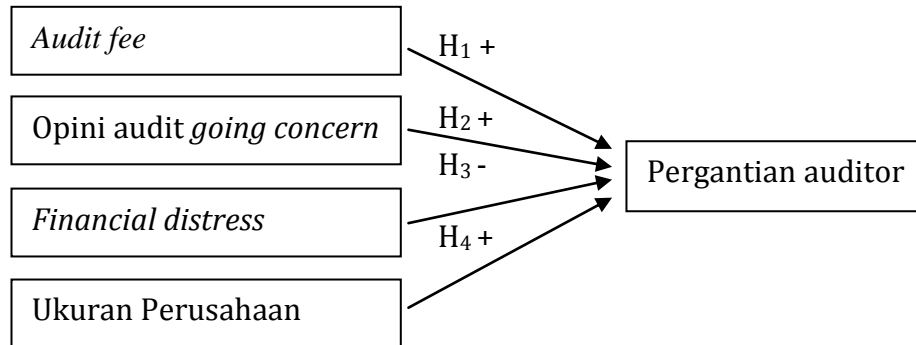 Audit fee
H1 +
Opini audit going concern
H2 +
H3 -
Pergantian auditor
Financial distress
H4 +
Ukuran Perusahaan